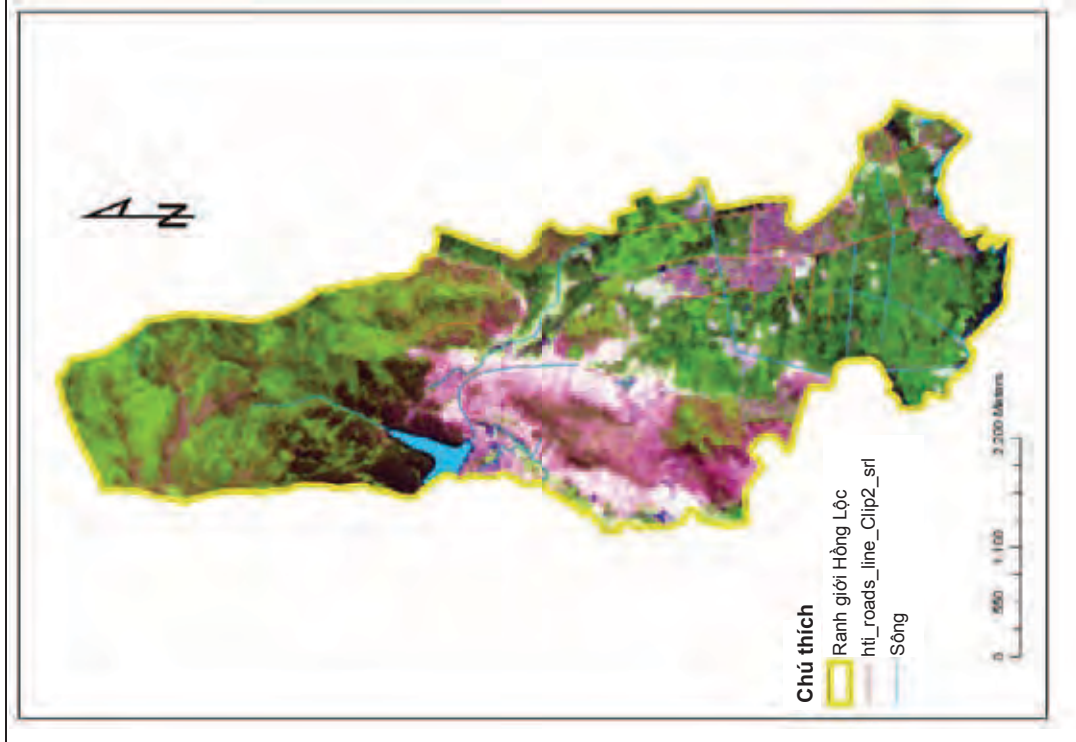 N
Chú thích
Ranh giới Hồng Lộc
hti_roads_line_Clip2_srl
Sông
0 550 1.100 2.200 Meters